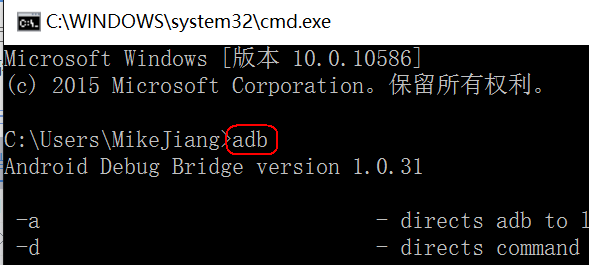 C:\WINDOWS\system32\cmd.exe
Microsoft Windows [版本 10.0.10586]
(c) 2015 Microsoft Corporation。保留所有权利。
C:\Users\MikeJiang>adb
Android Debug Bridge version 1.0.31
-a - directs adb to
-d - directs command